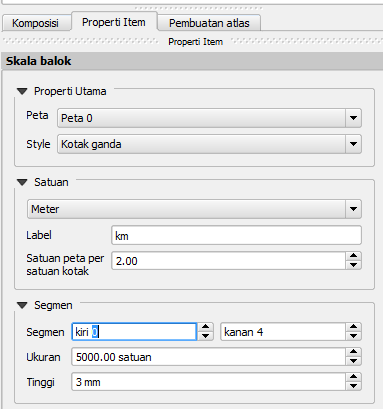 Komposisi Properti Item Pembuatan atlas
Properti Item
Skala balok
Properti Utama
Peta Peta 0
Style Kotak ganda
Satuan
Meter
Label km
Satuan peta per
satuan kotak 2.00
Segmen
Segmen kiri 0 kanan 4
Ukuran 5000.00 satuan
Tinggi 3 mm